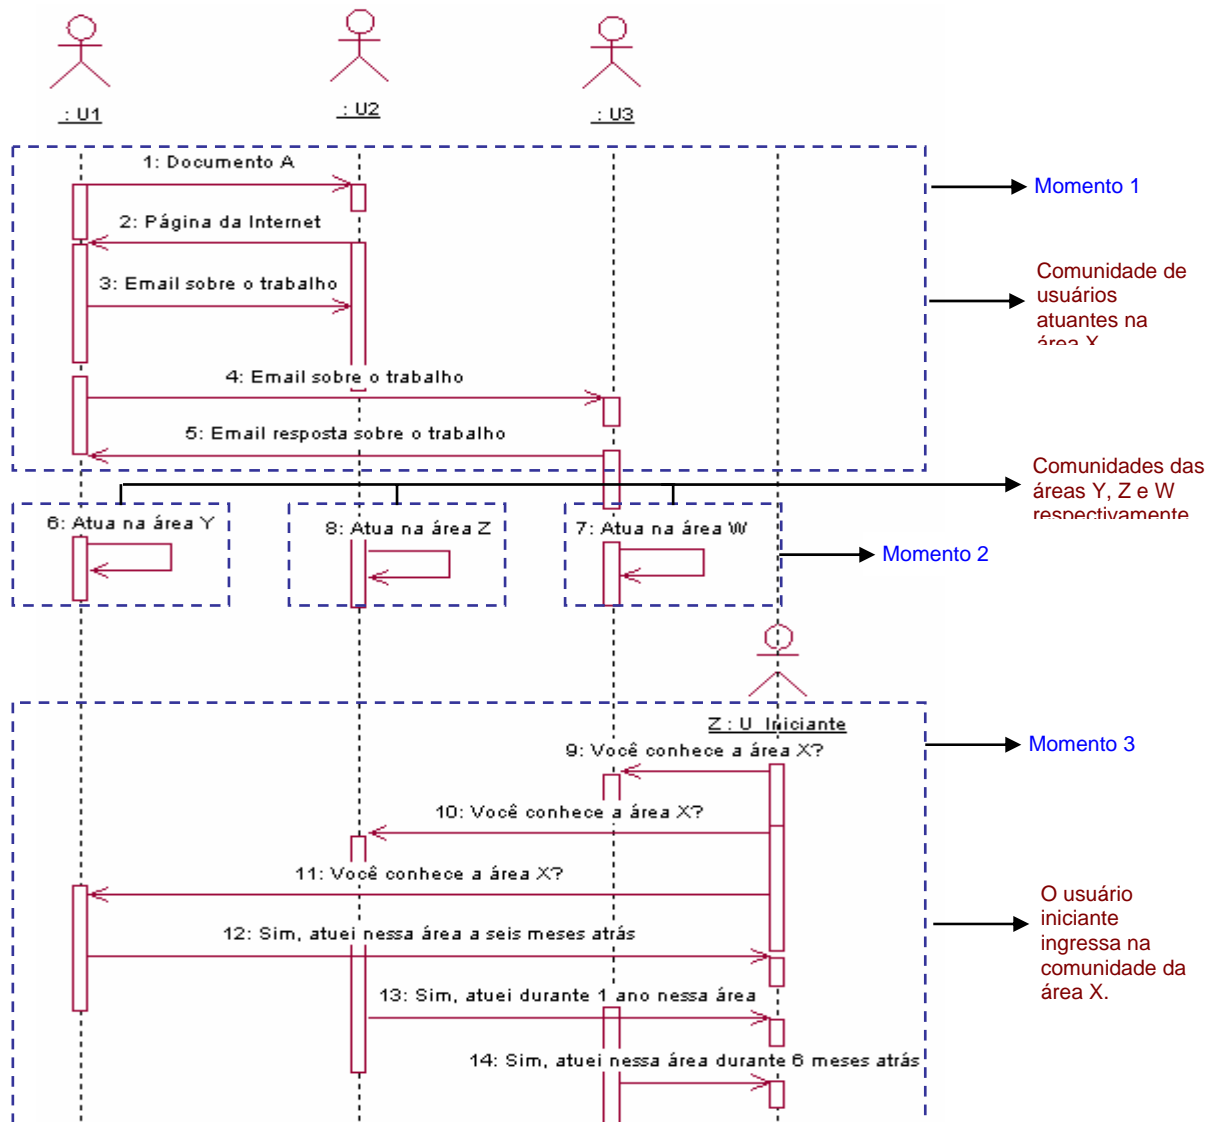 : U1
: U2
: U3
1: Documento A
Momento 1
2: Página da Internet
3: Email sobre o trabalho
Comunidade de
usuários
atuantes na
área X
4: Email sobre o trabalho
5: Email resposta sobre o trabalho
Comunidades das
áreas Y, Z e W
respectivamente
6: Atua na área Y
8: Atua na área Z
7: Atua na área W
Momento 2
Z : U_Iniciante
Momento 3
9: Você conhece a área X?
10: Você conhece a área X?
11: Você conhece a área X?
O usuário
iniciante
ingressa na
comunidade da
área X.
12: Sim, atuei nessa área a seis meses atrás
13: Sim, atuei durante 1 ano nessa área
14: Sim, atuei nessa área durante 6 meses atrás